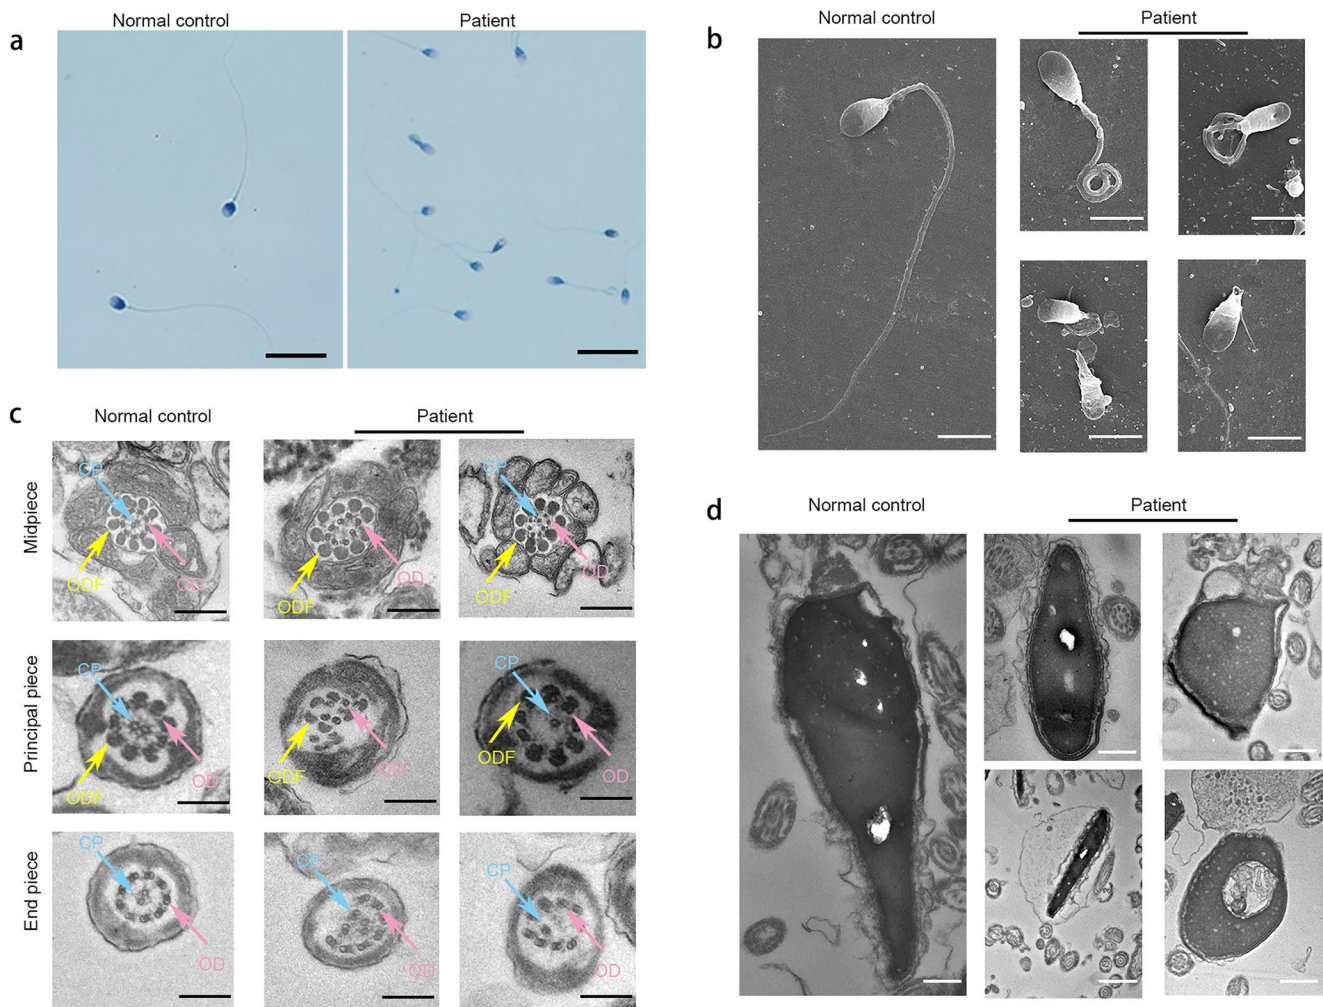 a
Normal control
Patient
b
Normal control
Patient
c
Normal control
Patient
Midpiece
CP
ODF
OD
ODF
OD
CP
ODF
OD
Principal piece
CP
ODF
OD
ODF
OD
CP
ODF
OD
End piece
CP
OD
CP
OD
CP
OD
d
Normal control
Patient